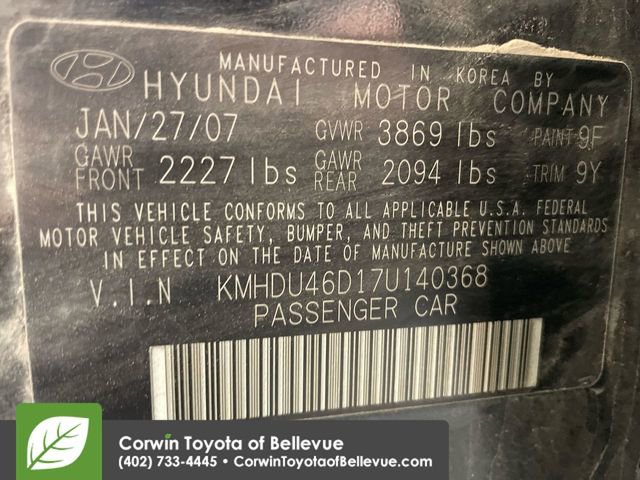 MANUFACTURED IN KOREA BY
HYUNDAI MOTOR COMPANY
JAN/27/07 GVWR 3869 lbs PAINT 9F
GAWR FRONT 2227 lbs GAWR REAR 2094 lbs TRIM 9Y
THIS VEHICLE CONFORMS TO ALL APPLICABLE U.S.A. FEDERAL
MOTOR VEHICLE SAFETY, BUMPER, AND THEFT PREVENTION STANDARDS
IN EFFECT ON THE DATE OF MANUFACTURE SHOWN ABOVE
V.I.N KMHDU46D17U140368
PASSENGER CAR
Corwin Toyota of Bellevue
(402) 733-4445 • CorwinToyotaofBellevue.com